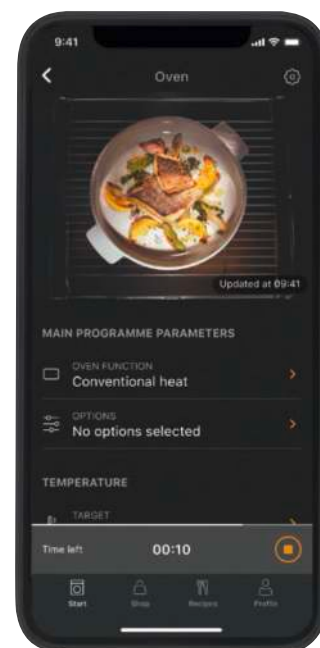 9:41
Oven
Updated at 09:41
MAIN PROGRAMME PARAMETERS
OVEN FUNCTION
Conventional heat
OPTIONS
No options selected
TEMPERATURE
TARGET
Time left 00:10
Start Shop Recipes Profile